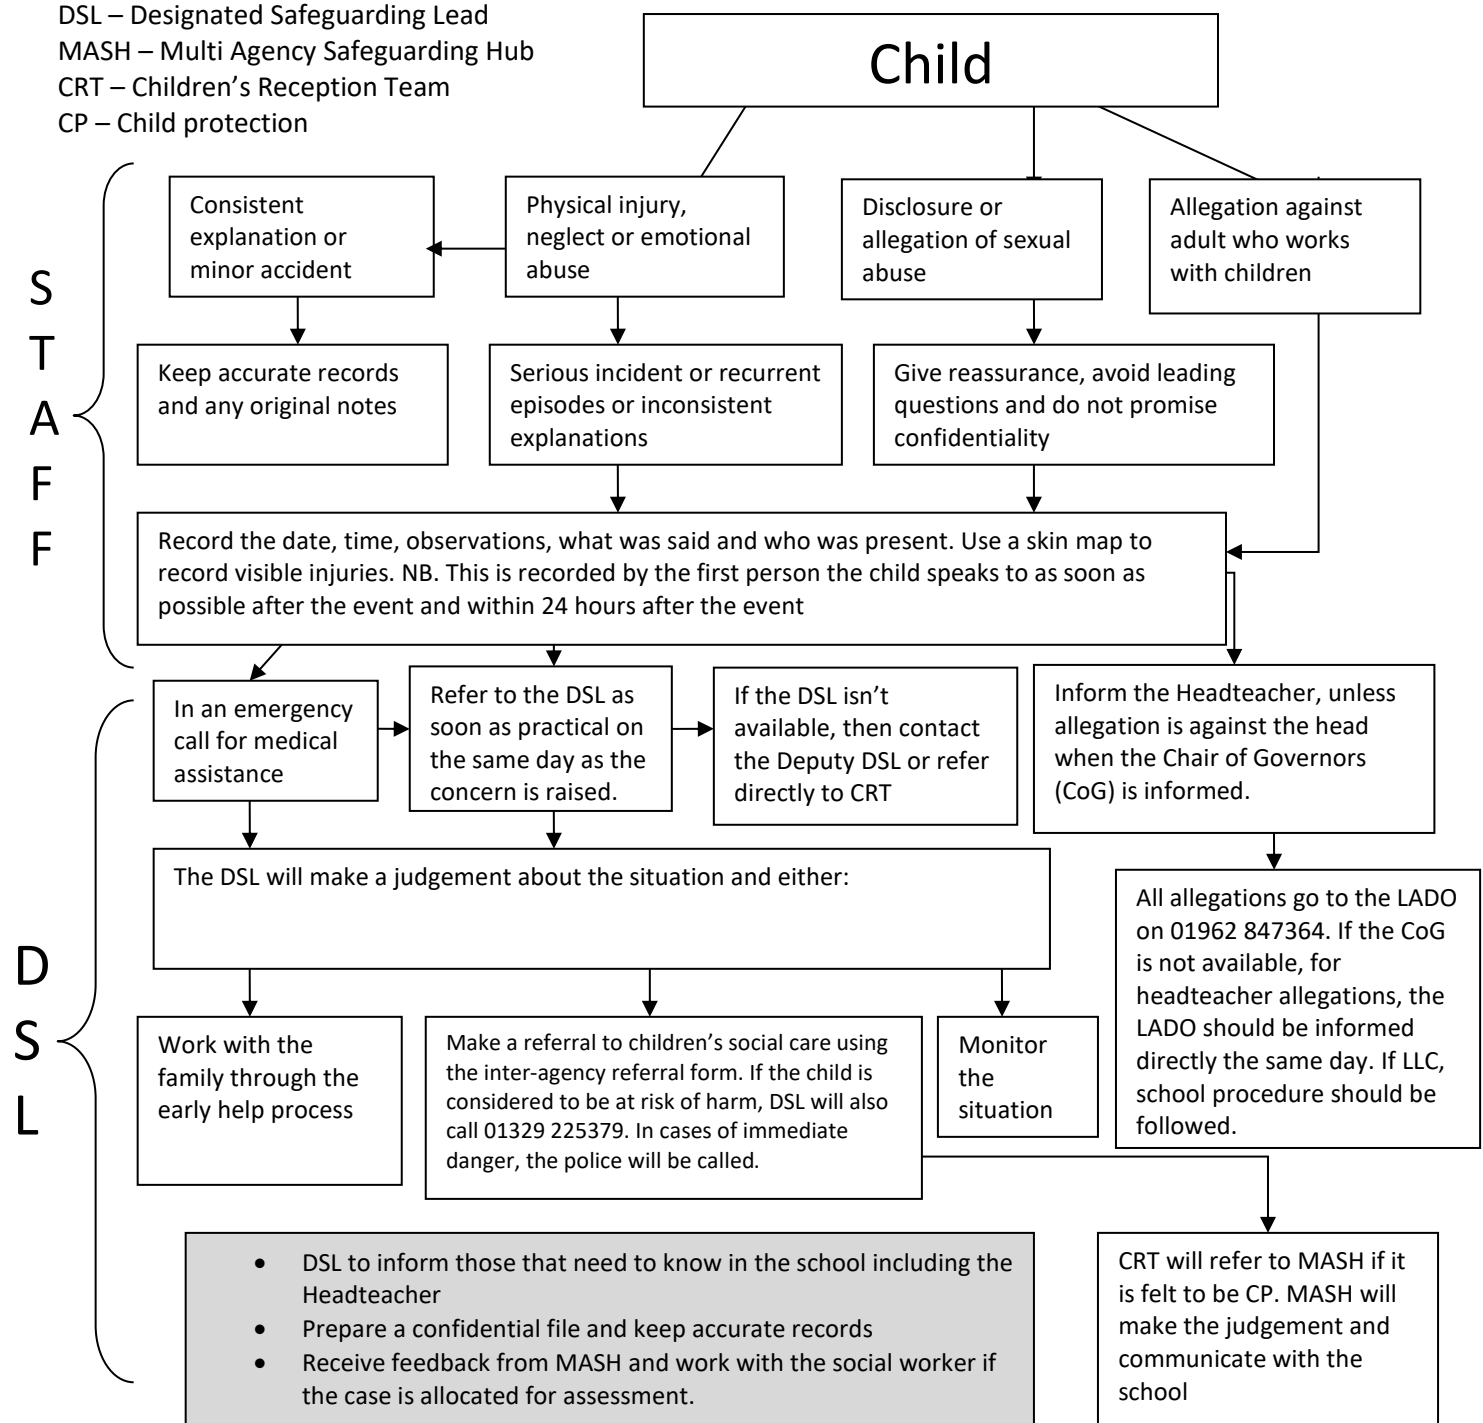 DSL – Designated Safeguarding Lead
MASH – Multi Agency Safeguarding Hub
CRT – Children's Reception Team
CP – Child protection
Child
S
T
A
F
F
Consistent
explanation or
minor accident
Physical injury,
neglect or emotional
abuse
Disclosure or
allegation of sexual
abuse
Allegation against
adult who works
with children
Keep accurate records
and any original notes
Serious incident or recurrent
episodes or inconsistent
explanations
Give reassurance, avoid leading
questions and do not promise
confidentiality
Record the date, time, observations, what was said and who was present. Use a skin map to
record visible injuries. NB. This is recorded by the first person the child speaks to as soon as
possible after the event and within 24 hours after the event
D
S
L
In an emergency
call for medical
assistance
Refer to the DSL as
soon as practical on
the same day as the
concern is raised.
If the DSL isn't
available, then contact
the Deputy DSL or refer
directly to CRT
Inform the Headteacher, unless
allegation is against the head
when the Chair of Governors
(CoG) is informed.
The DSL will make a judgement about the situation and either:
All allegations go to the LADO
on 01962 847364. If the CoG
is not available, for
headteacher allegations, the
LADO should be informed
directly the same day. If LLC,
school procedure should be
followed.
Work with the
family through the
early help process
Make a referral to children's social care using
the inter-agency referral form. If the child is
considered to be at risk of harm, DSL will also
call 01329 225379. In cases of immediate
danger, the police will be called.
Monitor
the
situation
• DSL to inform those that need to know in the school including the
Headteacher
• Prepare a confidential file and keep accurate records
• Receive feedback from MASH and work with the social worker if
the case is allocated for assessment.
CRT will refer to MASH if it
is felt to be CP. MASH will
make the judgement and
communicate with the
school